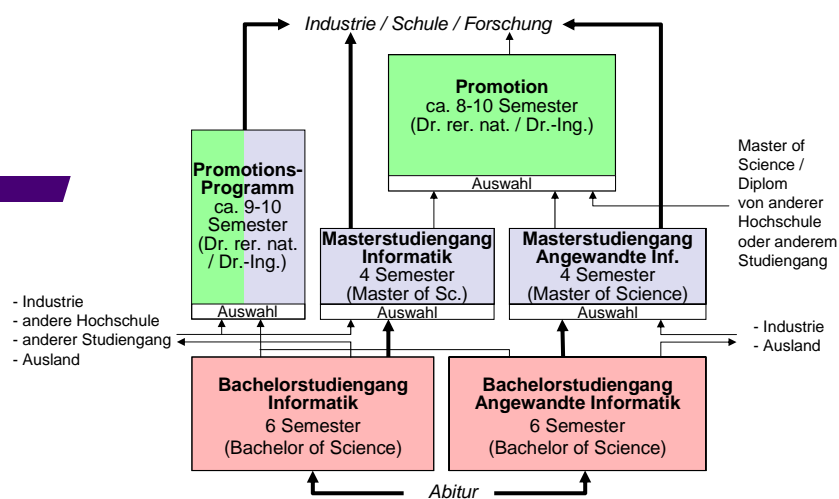 Industrie / Schule / Forschung
Promotion
ca. 8-10 Semester
(Dr. rer. nat. / Dr.-Ing.)
Auswahl
Master of
Science /
Diplom
von anderer
Hochschule
oder anderem
Studiengang
Promotions-
Programm
ca. 9-10
Semester
(Dr. rer. nat.
/ Dr.-Ing.)
Auswahl
Masterstudiengang
Informatik
4 Semester
(Master of Sc.)
Auswahl
Masterstudiengang
Angewandte Inf.
4 Semester
(Master of Science)
Auswahl
- Industrie
- andere Hochschule
- anderer Studiengang
- Ausland
- Industrie
- Ausland
Bachelorstudiengang
Informatik
6 Semester
(Bachelor of Science)
Bachelorstudiengang
Angewandte Informatik
6 Semester
(Bachelor of Science)
Abitur